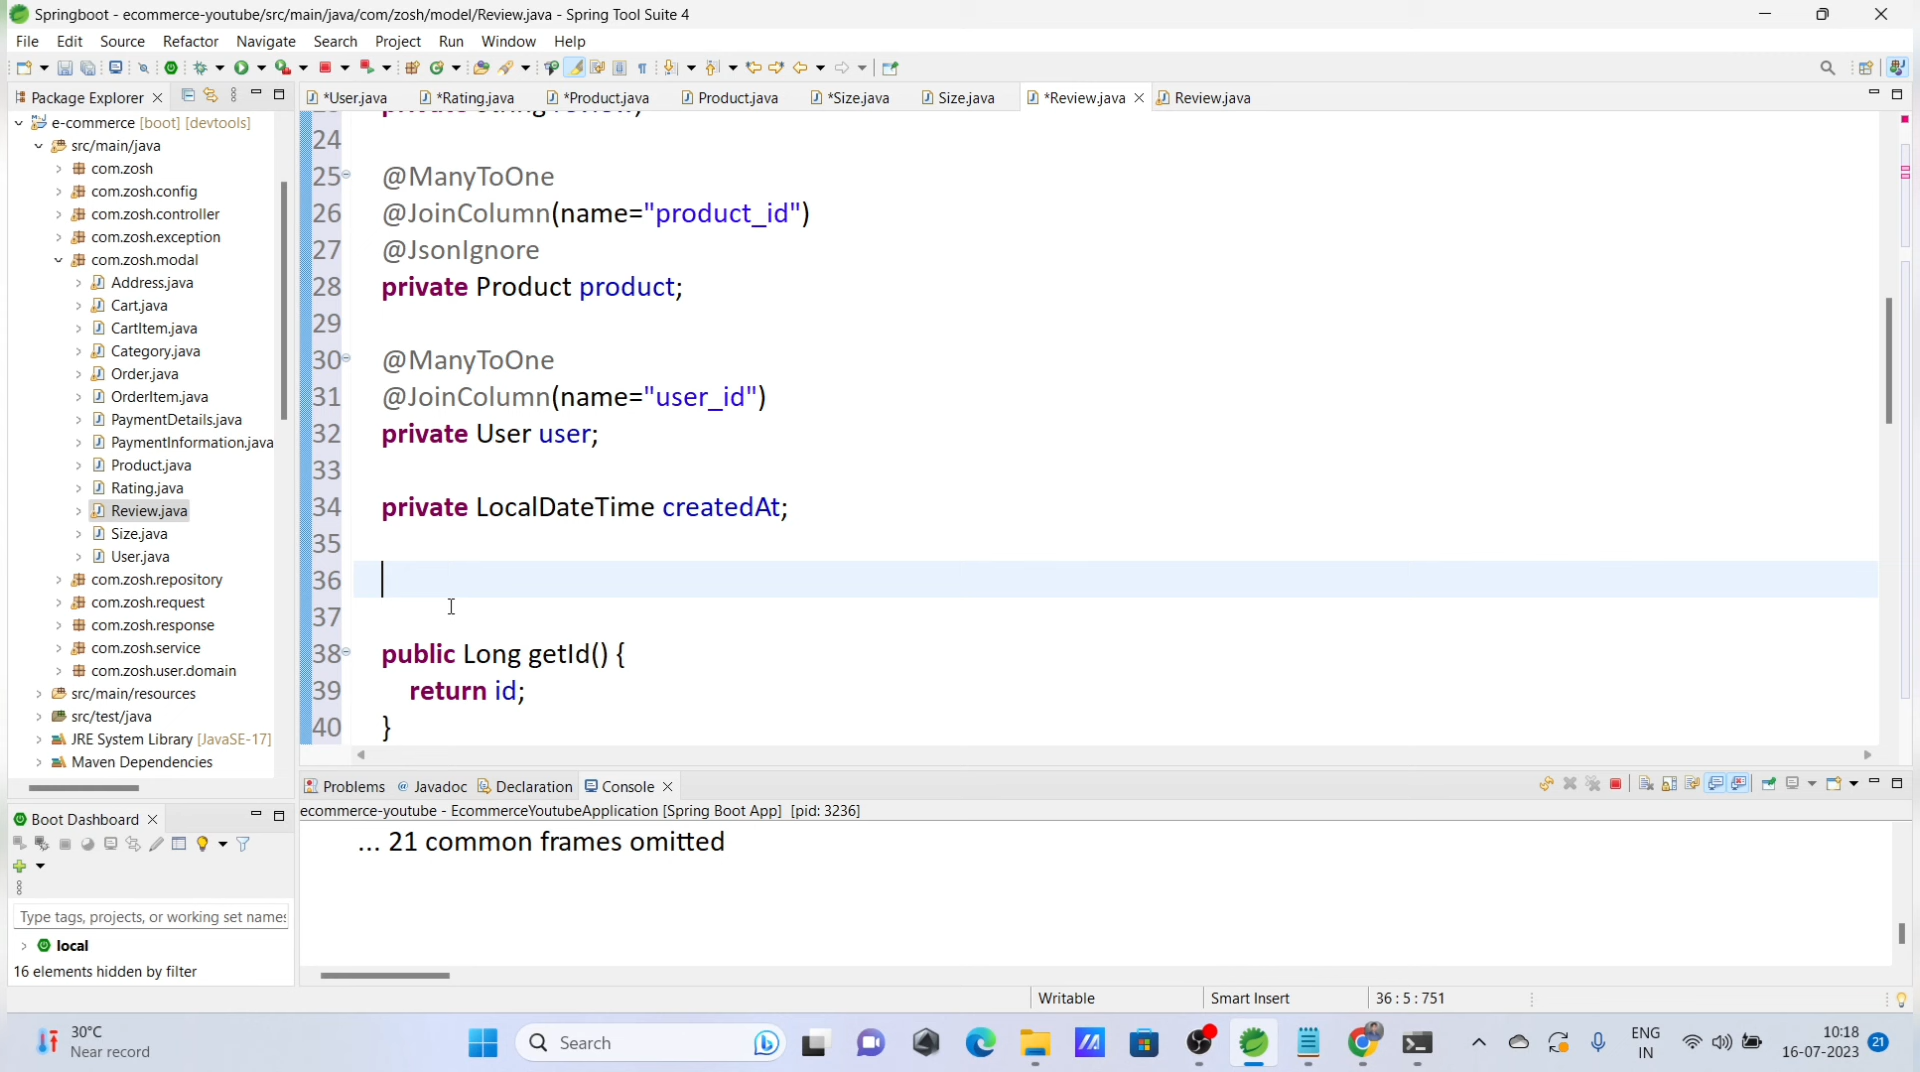 Springboot - ecommerce-youtube/src/main/java/com/zosh/model/Review.java - Spring Tool Suite 4
File Edit Source Refactor Navigate Search Project Run Window Help
Package Explorer
*User.java *Rating.java *Product.java Product.java *Size.java Size.java *Review.java Review.java
e-commerce [boot] [devtools]
src/main/java
com.zosh
com.zosh.config
com.zosh.controller
com.zosh.exception
com.zosh.modal
Address.java
Cart.java
CartItem.java
Category.java
Order.java
OrderItem.java
PaymentDetails.java
PaymentInformation.java
Product.java
Rating.java
Review.java
Size.java
User.java
com.zosh.repository
com.zosh.request
com.zosh.response
com.zosh.service
com.zosh.user.domain
src/main/resources
src/test/java
JRE System Library [JavaSE-17]
Maven Dependencies
24
25 @ManyToOne
26 @JoinColumn(name="product_id")
27 @JsonIgnore
28 private Product product;
29
30 @ManyToOne
31 @JoinColumn(name="user_id")
32 private User user;
33
34 private LocalDateTime createdAt;
35
36
37
38 public Long getId() {
39 return id;
40 }
Problems @ Javadoc Declaration Console
ecommerce-youtube - EcommerceYoutubeApplication [Spring Boot App] [pid: 3236]
... 21 common frames omitted
Boot Dashboard
Type tags, projects, or working set names
local
16 elements hidden by filter
Writable Smart Insert 36 : 5 : 751
30°C
Near record
Search
ENG
IN
10:18
16-07-2023
21